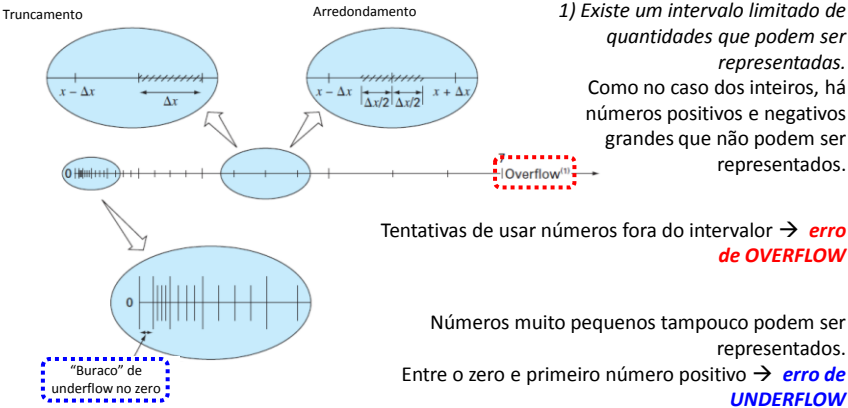 Truncamento
Arredondamento
x − Δx
Δx
x − Δx
Δx/2
Δx/2
x + Δx
0
Overflow(1)
0
"Buraco" de
underflow no zero
1) Existe um intervalo limitado de
quantidades que podem ser
representadas.
Como no caso dos inteiros, há
números positivos e negativos
grandes que não podem ser
representados.
Tentativas de usar números fora do intervalor → erro
de OVERFLOW
Números muito pequenos tampouco podem ser
representados.
Entre o zero e primeiro número positivo → erro de
UNDERFLOW